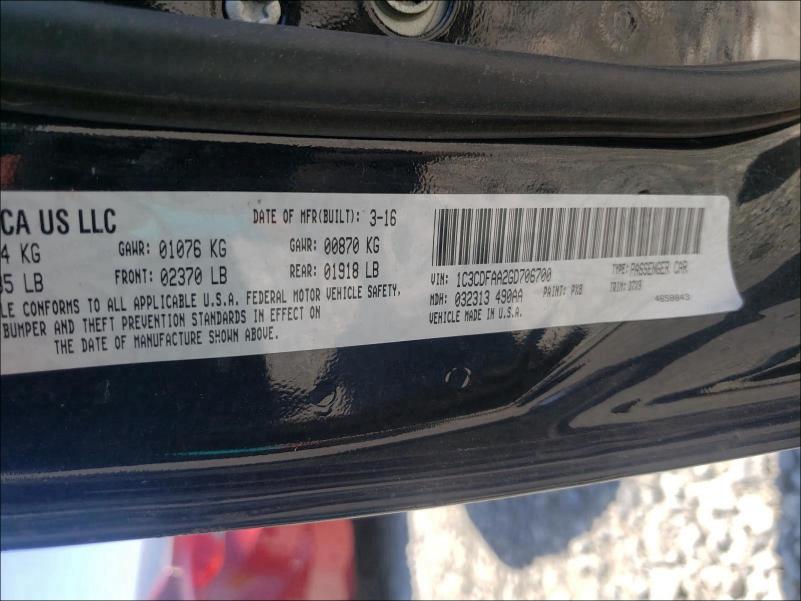 CA US LLC
DATE OF MFR(BUILT): 3-16
4 KG GAWR: 01076 KG GAWR: 00870 KG
5 LB FRONT: 02370 LB REAR: 01918 LB
LE CONFORMS TO ALL APPLICABLE U.S.A. FEDERAL MOTOR VEHICLE SAFETY,
BUMPER AND THEFT PREVENTION STANDARDS IN EFFECT ON
THE DATE OF MANUFACTURE SHOWN ABOVE.
VIN: 1C3CDFAA2GD706700 TYPE: PASSENGER CAR
MDH: 032313 490AA PAINT: PX8 TRIM: D7X9
VEHICLE MADE IN U.S.A. 4658843